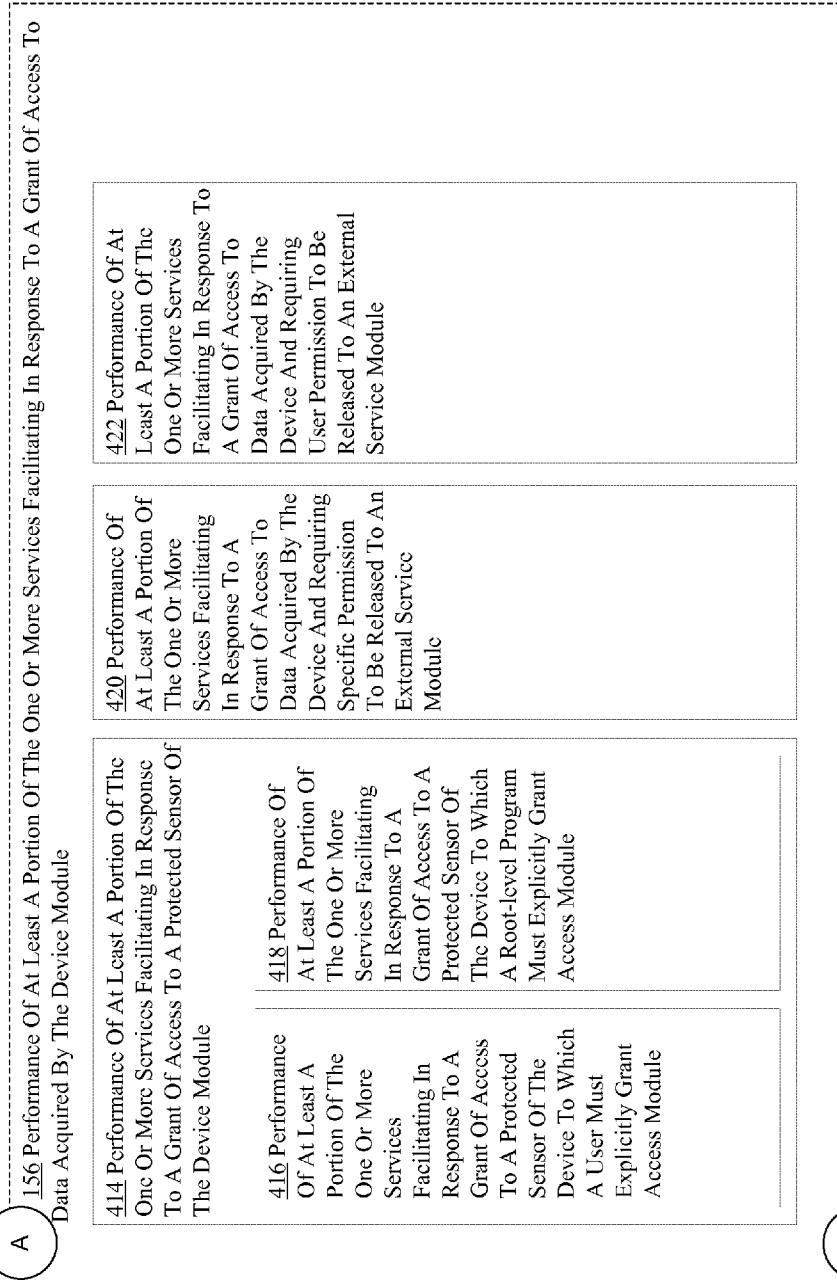 A
156 Performance Of At Least A Portion Of The One Or More Services Facilitating In Response To A Grant Of Access To
Data Acquired By The Device Module
414 Performance Of At Least A Portion Of The
One Or More Services Facilitating In Response
To A Grant Of Access To A Protected Sensor Of
The Device Module
416 Performance
Of At Least A
Portion Of The
One Or More
Services
Facilitating In
Response To A
Grant Of Access
To A Protected
Sensor Of The
Device To Which
A User Must
Explicitly Grant
Access Module
418 Performance Of
At Least A Portion Of
The One Or More
Services Facilitating
In Response To A
Grant Of Access To A
Protected Sensor Of
The Device To Which
A Root-level Program
Must Explicitly Grant
Access Module
420 Performance Of
At Least A Portion Of
The One Or More
Services Facilitating
In Response To A
Grant Of Access To
Data Acquired By The
Device And Requiring
Specific Permission
To Be Released To An
External Service
Module
422 Performance Of At
Least A Portion Of The
One Or More Services
Facilitating In Response To
A Grant Of Access To
Data Acquired By The
Device And Requiring
User Permission To Be
Released To An External
Service Module